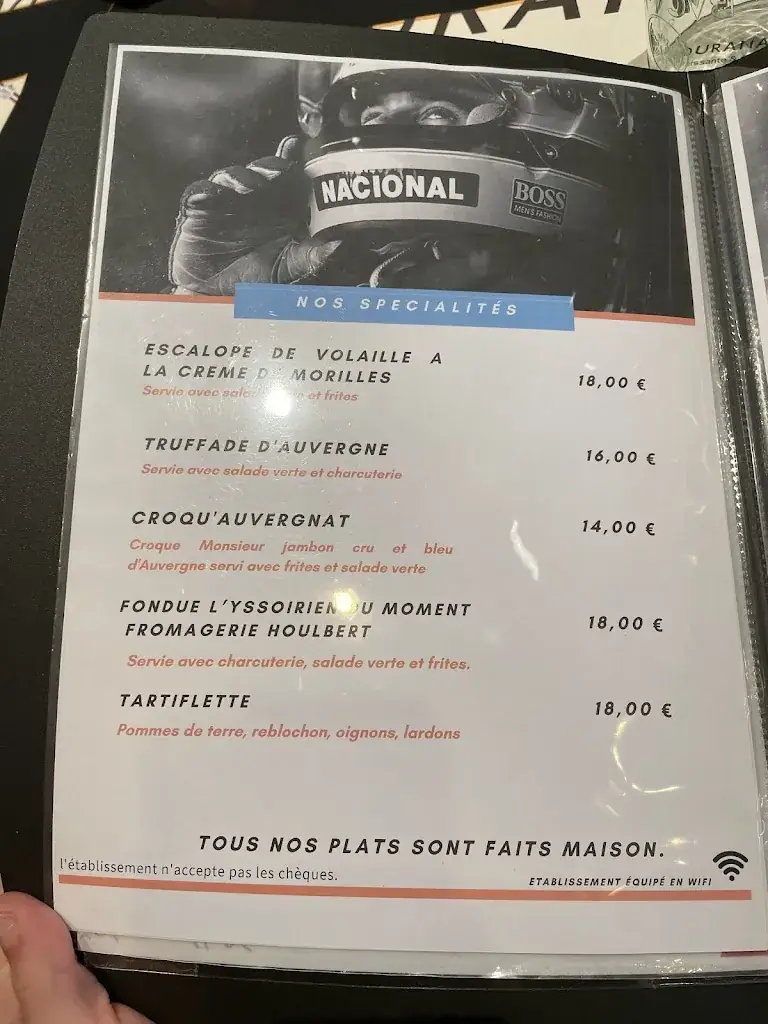 NACIONAL
BOSS
MEN'S FASHION
NOS SPECIALITÉS
ESCALOPE DE VOLAILLE A
LA CREME MORILLES
18,00 €
Servie avec et frites
TRUFFADE D'AUVERGNE
16,00 €
Servie avec salade verte et charcuterie
CROQU'AUVERGNAT
14,00 €
Croque Monsieur jambon cru et bleu
d'Auvergne servi avec frites et salade verte
FONDUE L'YSSOIRIEN DU MOMENT
FROMAGERIE HOULBERT
18,00 €
Servie avec charcuterie, salade verte et frites.
TARTIFLETTE
18,00 €
Pommes de terre, reblochon, oignons, lardons
TOUS NOS PLATS SONT FAITS MAISON.
l'établissement n'accepte pas les chèques.
ETABLISSEMENT ÉQUIPÉ EN WIFI